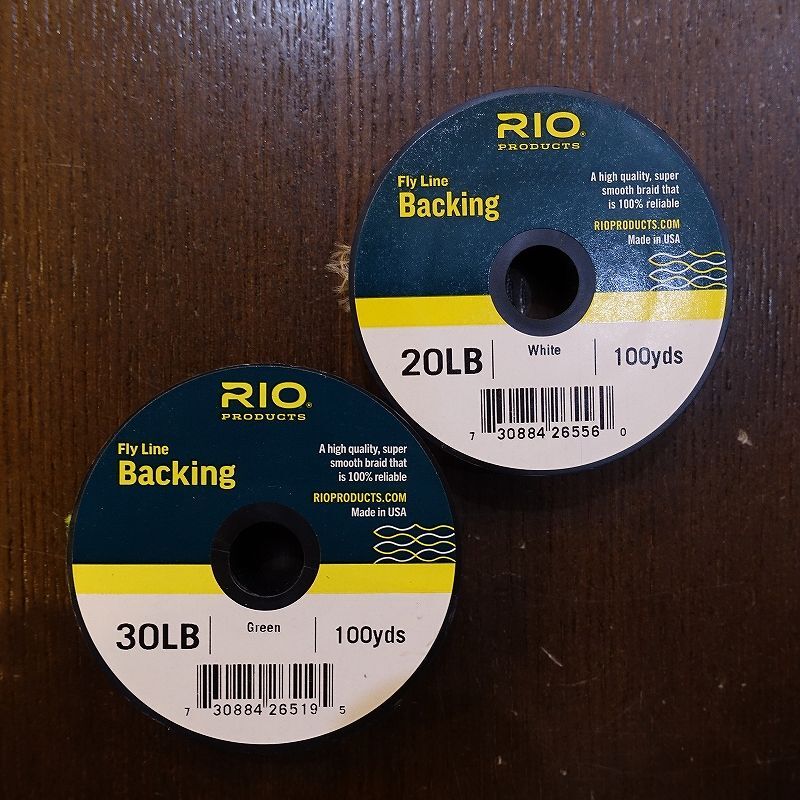 RIO®
PRODUCTS
Fly Line
Backing
A high quality, super
smooth braid that
is 100% reliable
RIOPRODUCTS.COM
Made in USA
20LB
White
100yds
7 30884 26556 0
RIO®
PRODUCTS
Fly Line
Backing
A high quality, super
smooth braid that
is 100% reliable
RIOPRODUCTS.COM
Made in USA
30LB
Green
100yds
7 30884 26519 5